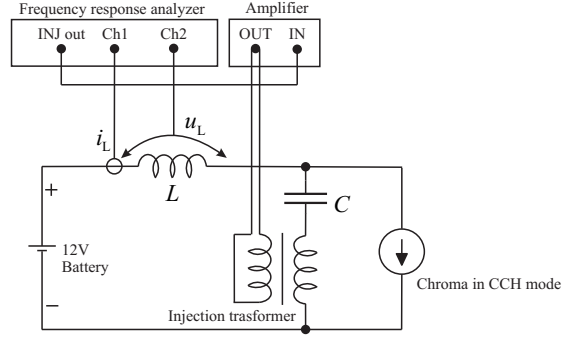 Frequency response analyzer
Amplifier
INJ out
Ch1
Ch2
OUT
IN
iL
uL
L
C
+
12V
Battery
−
Chroma in CCH mode
Injection trasformer